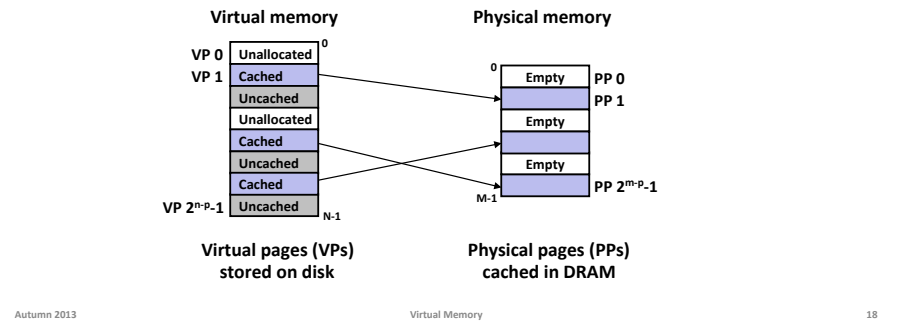 Virtual memory
Physical memory
0
VP 0 Unallocated
VP 1 Cached
Uncached
Unallocated
Cached
Uncached
Cached
VP 2ⁿ⁻ᵖ-1 Uncached
N-1
0
Empty PP 0
PP 1
Empty
Empty
PP 2ᵐ⁻ᵖ-1
M-1
Virtual pages (VPs)
stored on disk
Physical pages (PPs)
cached in DRAM
Autumn 2013
Virtual Memory
18